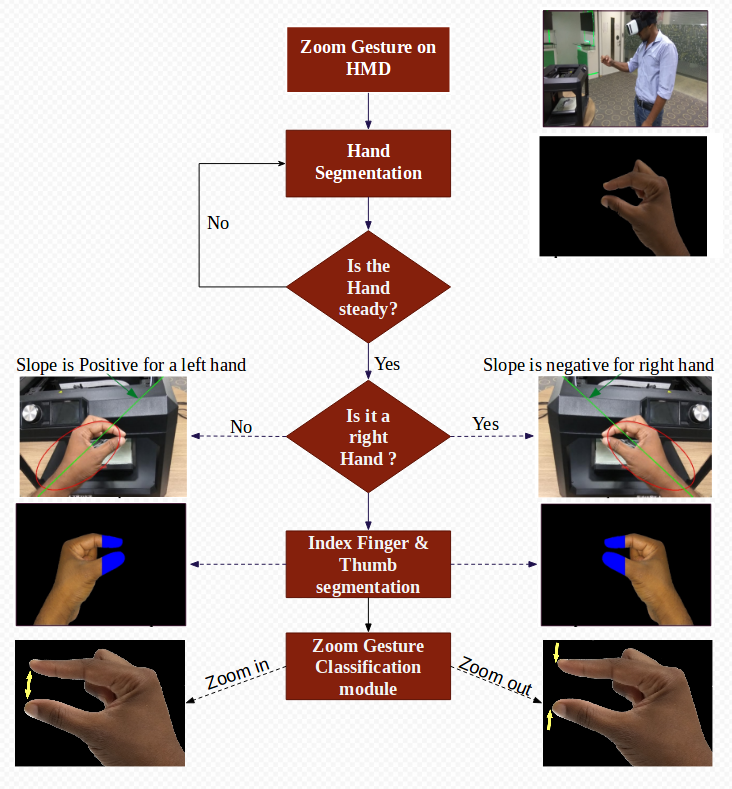 Zoom Gesture on
HMD
Hand
Segmentation
No
Is the
Hand
steady?
Yes
Slope is Positive for a left hand
Slope is negative for right hand
No
Is it a
right
Hand ?
Yes
Index Finger &
Thumb
segmentation
Zoom Gesture
Classification
module
Zoom in
Zoom out